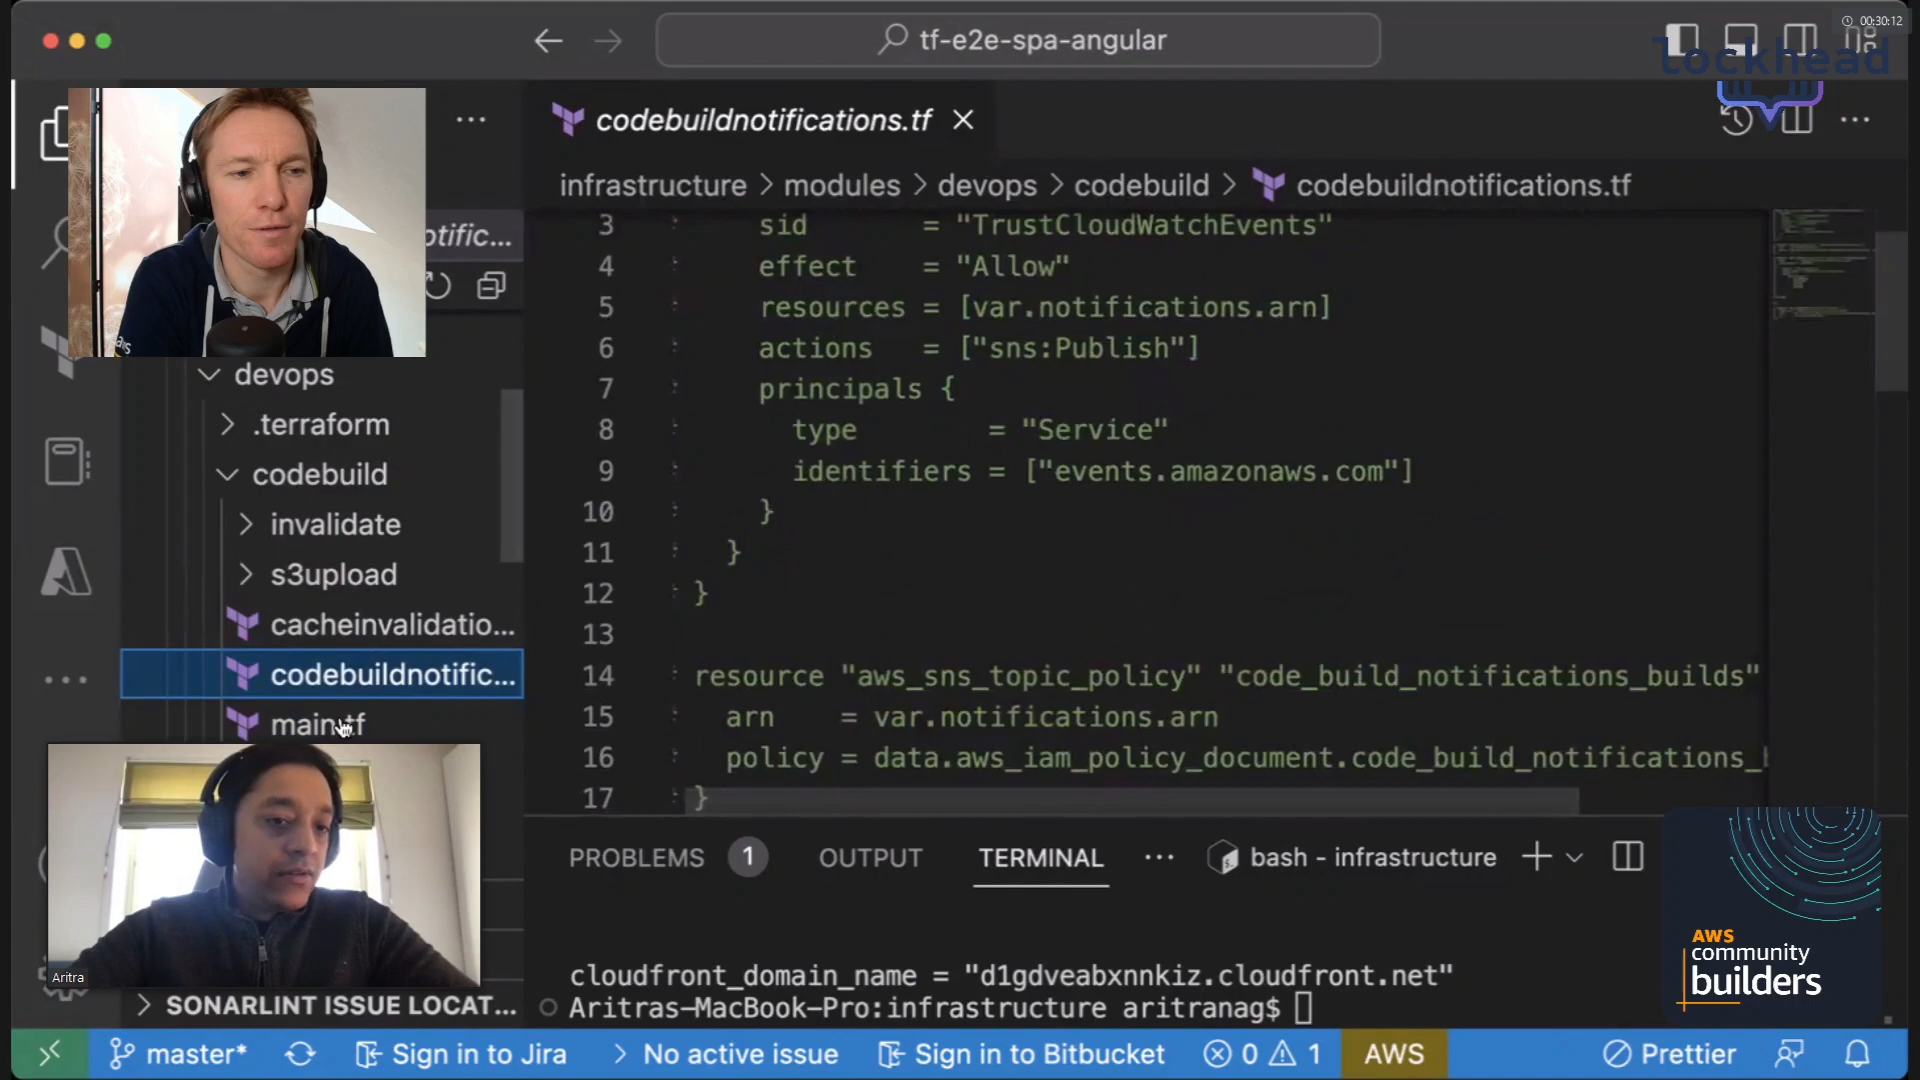 tf-e2e-spa-angular
00:30:12
lockhead
codebuildnotifications.tf
infrastructure > modules > devops > codebuild > codebuildnotifications.tf
otific...
devops
.terraform
codebuild
invalidate
s3upload
cacheinvalidatio...
codebuildnotific...
main.tf
3 sid = "TrustCloudWatchEvents"
4 effect = "Allow"
5 resources = [var.notifications.arn]
6 actions = ["sns:Publish"]
7 principals {
8 type = "Service"
9 identifiers = ["events.amazonaws.com"]
10 }
11 }
12 }
13
14 resource "aws_sns_topic_policy" "code_build_notifications_builds"
15 arn = var.notifications.arn
16 policy = data.aws_iam_policy_document.code_build_notifications_
17 }
PROBLEMS 1 OUTPUT TERMINAL ... bash - infrastructure
cloudfront_domain_name = "d1gdveabxnnkiz.cloudfront.net"
Aritras-MacBook-Pro:infrastructure aritranag$
Aritra
SONARLINT ISSUE LOCAT...
AWS
community
builders
master* Sign in to Jira > No active issue Sign in to Bitbucket 0 1 AWS Prettier